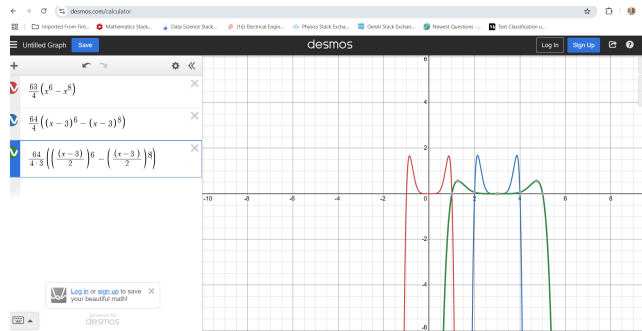 desmos.com/calculator
Imported From Fire... Mathematics Stack... Data Science Stack... (16) Electrical Engin... Physics Stack Excha... GenAI Stack Exchan... Newest Questions -... Text Classification u...
Untitled Graph Save desmos Log In Sign Up
63/4 (x^6 − x^8)
64/4 ((x − 3)^6 − (x − 3)^8)
64/(4·3) (((x − 3)/2)^6 − ((x − 3)/2)^8)
Log in or sign up to save
your beautiful math!
powered by
desmos
6
4
2
-10 -8 -6 -4 -2 0 2 4 6 8
-2
-4
-6